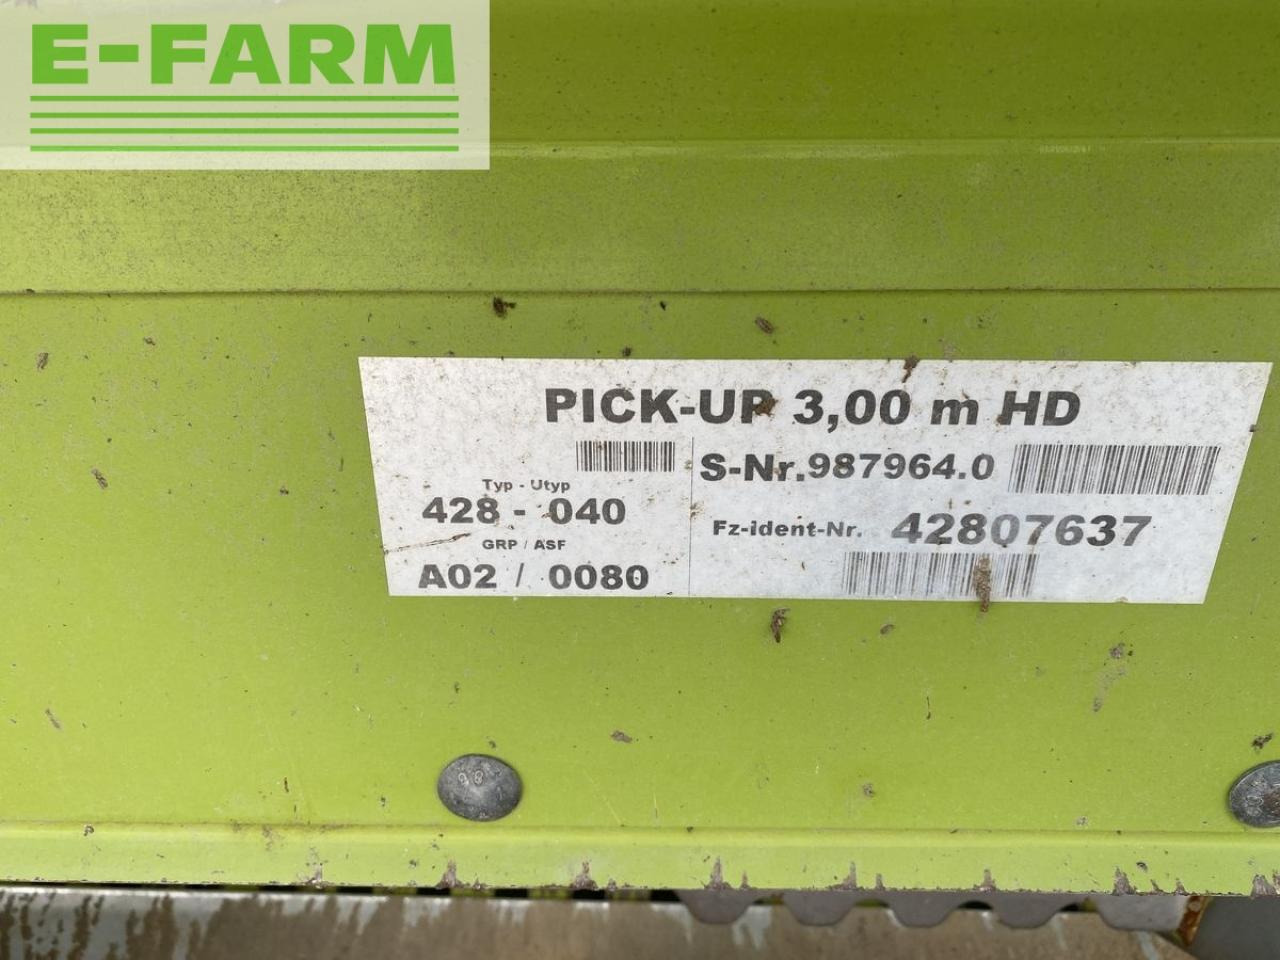 E-FARM
PICK-UP 3,00 m HD
S-Nr.987964.0
Typ - Utyp
428 - 040
Fz-ident-Nr. 42807637
GRP / ASF
A02 / 0080